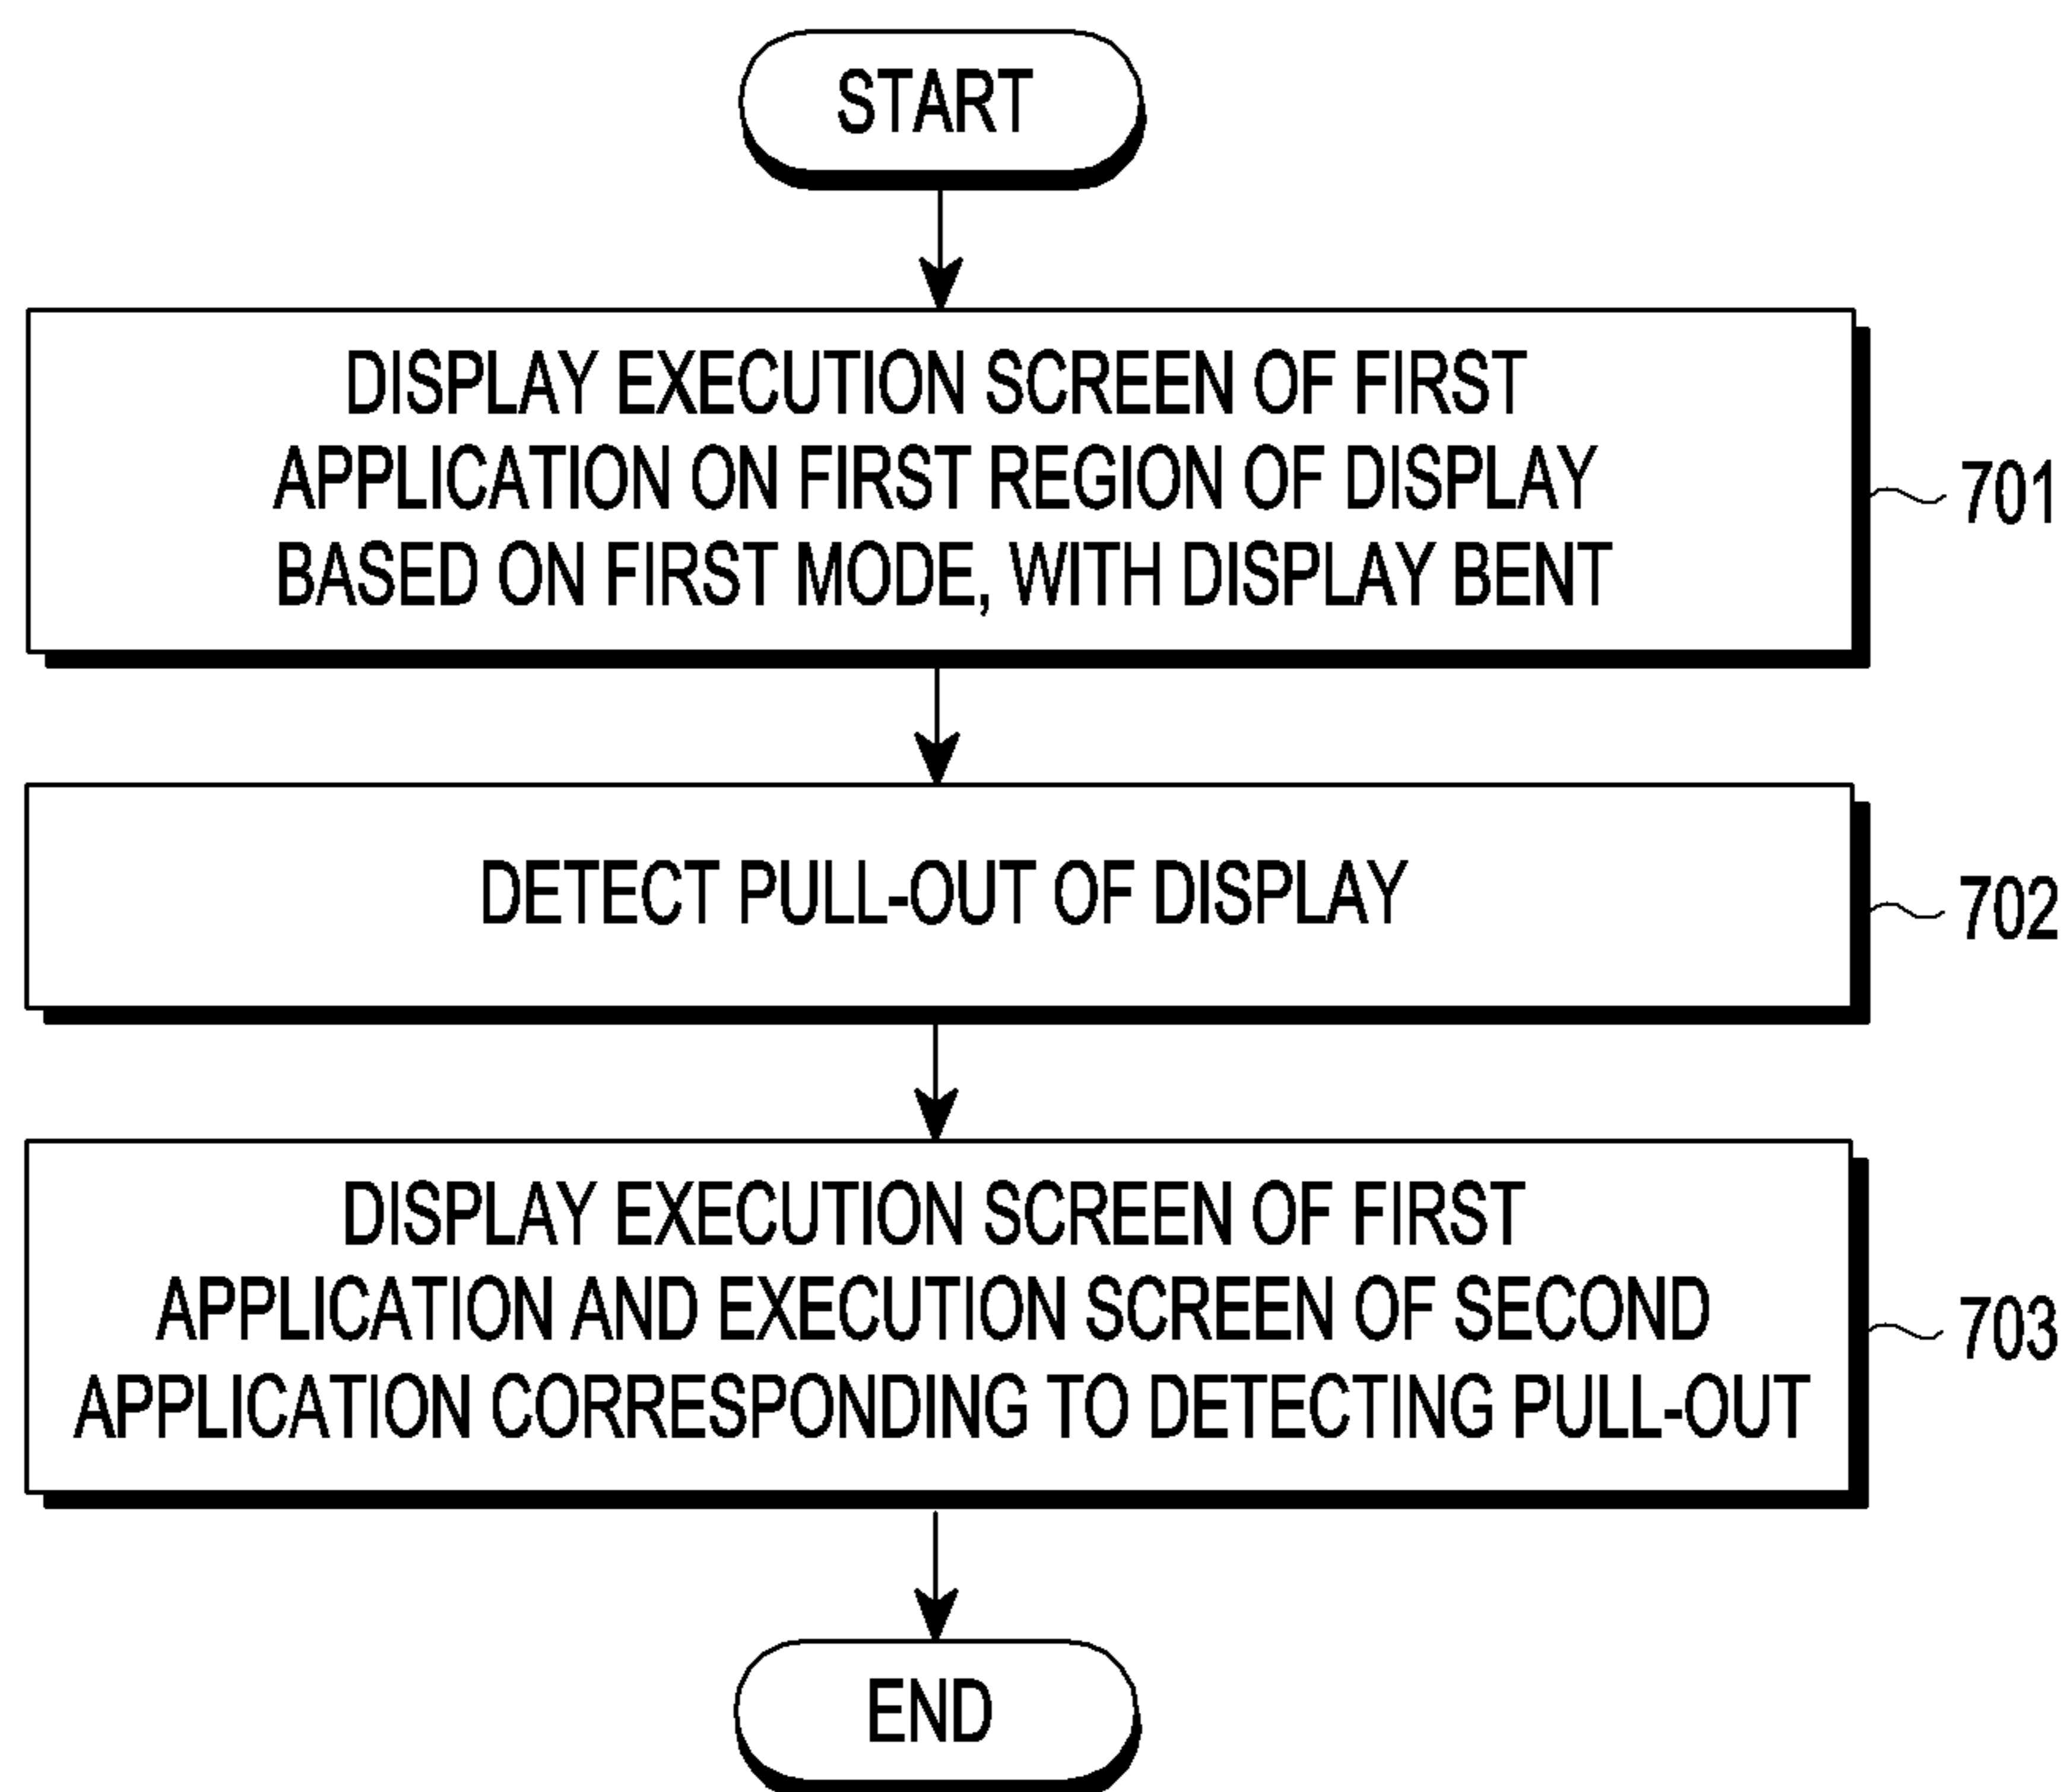 START
DISPLAY EXECUTION SCREEN OF FIRST
APPLICATION ON FIRST REGION OF DISPLAY
BASED ON FIRST MODE, WITH DISPLAY BENT
701
DETECT PULL-OUT OF DISPLAY
702
DISPLAY EXECUTION SCREEN OF FIRST
APPLICATION AND EXECUTION SCREEN OF SECOND
APPLICATION CORRESPONDING TO DETECTING PULL-OUT
703
END